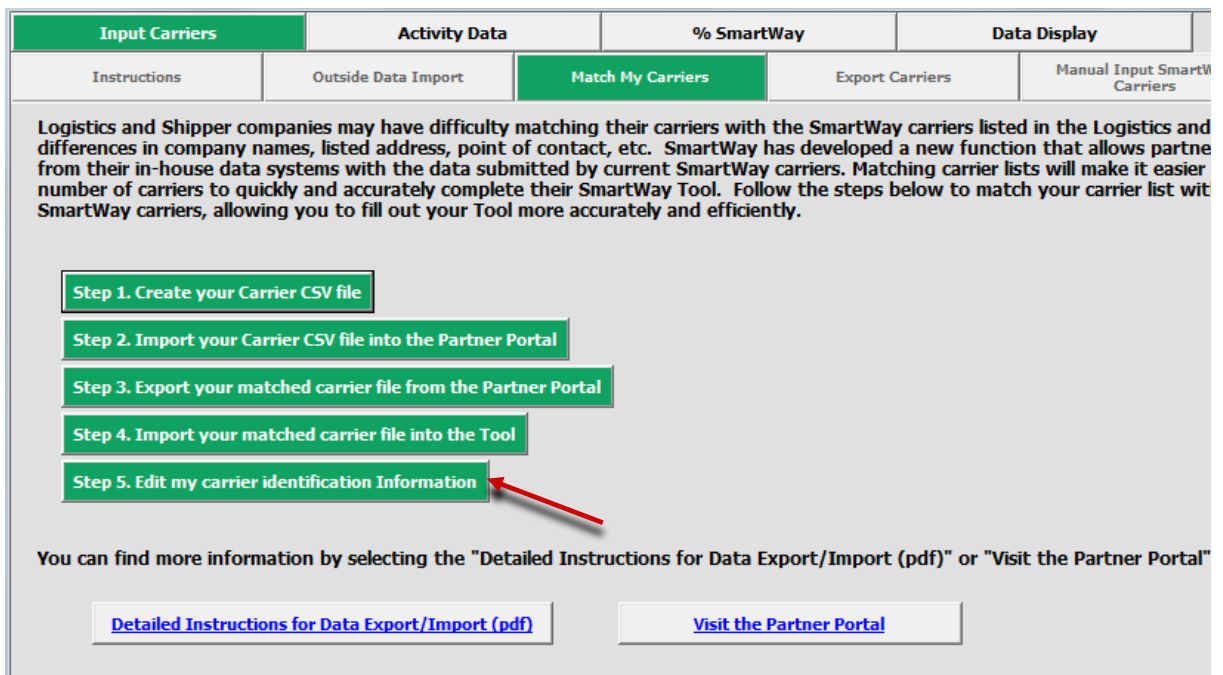 Input Carriers Activity Data % SmartWay Data Display
Instructions Outside Data Import Match My Carriers Export Carriers Manual Input SmartW
Carriers
Logistics and Shipper companies may have difficulty matching their carriers with the SmartWay carriers listed in the Logistics and
differences in company names, listed address, point of contact, etc.  SmartWay has developed a new function that allows partne
from their in-house data systems with the data submitted by current SmartWay carriers. Matching carrier lists will make it easier
number of carriers to quickly and accurately complete their SmartWay Tool.  Follow the steps below to match your carrier list wit
SmartWay carriers, allowing you to fill out your Tool more accurately and efficiently.
Step 1. Create your Carrier CSV file
Step 2. Import your Carrier CSV file into the Partner Portal
Step 3. Export your matched carrier file from the Partner Portal
Step 4. Import your matched carrier file into the Tool
Step 5. Edit my carrier identification Information
You can find more information by selecting the "Detailed Instructions for Data Export/Import (pdf)" or "Visit the Partner Portal"
Detailed Instructions for Data Export/Import (pdf) Visit the Partner Portal